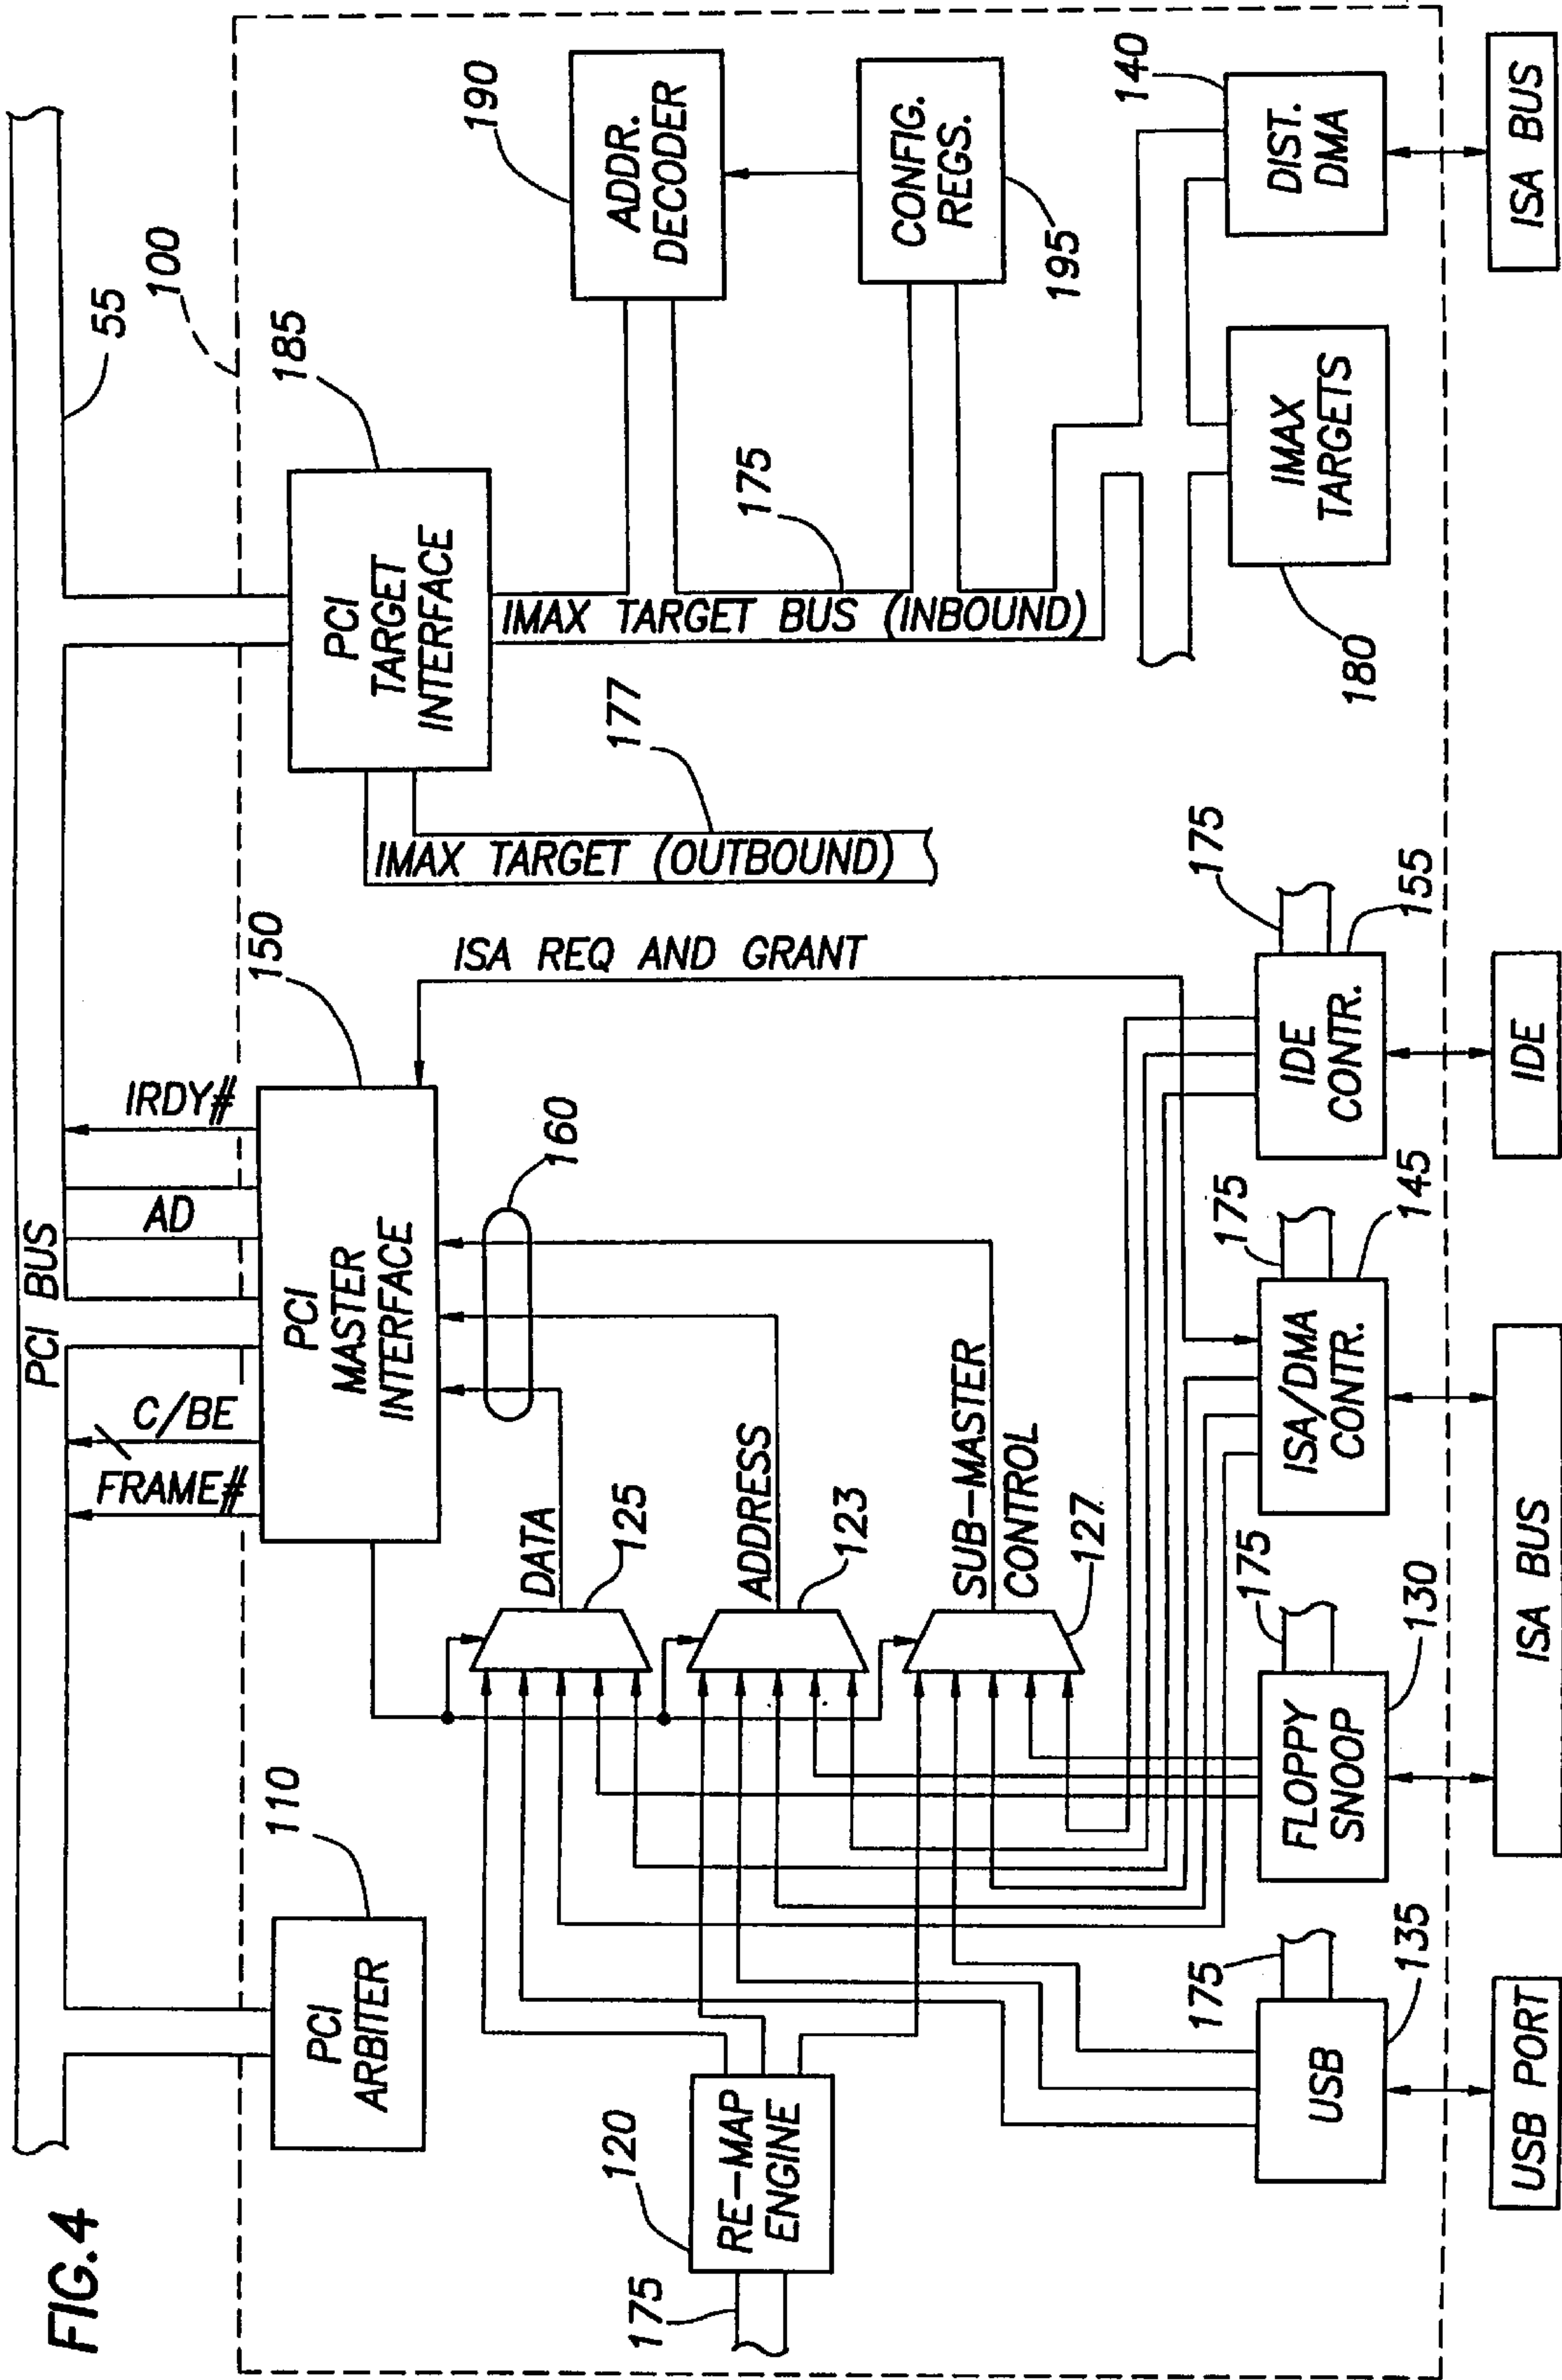 FIG.4
PCI BUS
55
100
FRAME#
C/BE
AD
IRDY#
110
PCI
ARBITER
150
PCI
MASTER
INTERFACE
185
PCI
TARGET
INTERFACE
190
ADDR.
DECODER
CONFIG.
REGS.
195
160
ISA REQ AND GRANT
177
IMAX TARGET (OUTBOUND)
175
IMAX TARGET BUS (INBOUND)
DATA
125
ADDRESS
123
SUB-MASTER
CONTROL
127
120
RE-MAP
ENGINE
175
175
USB
135
175
FLOPPY
SNOOP
130
175
ISA/DMA
CONTR.
145
175
IDE
CONTR.
155
180
IMAX
TARGETS
140
DIST.
DMA
USB PORT
ISA BUS
IDE
ISA BUS